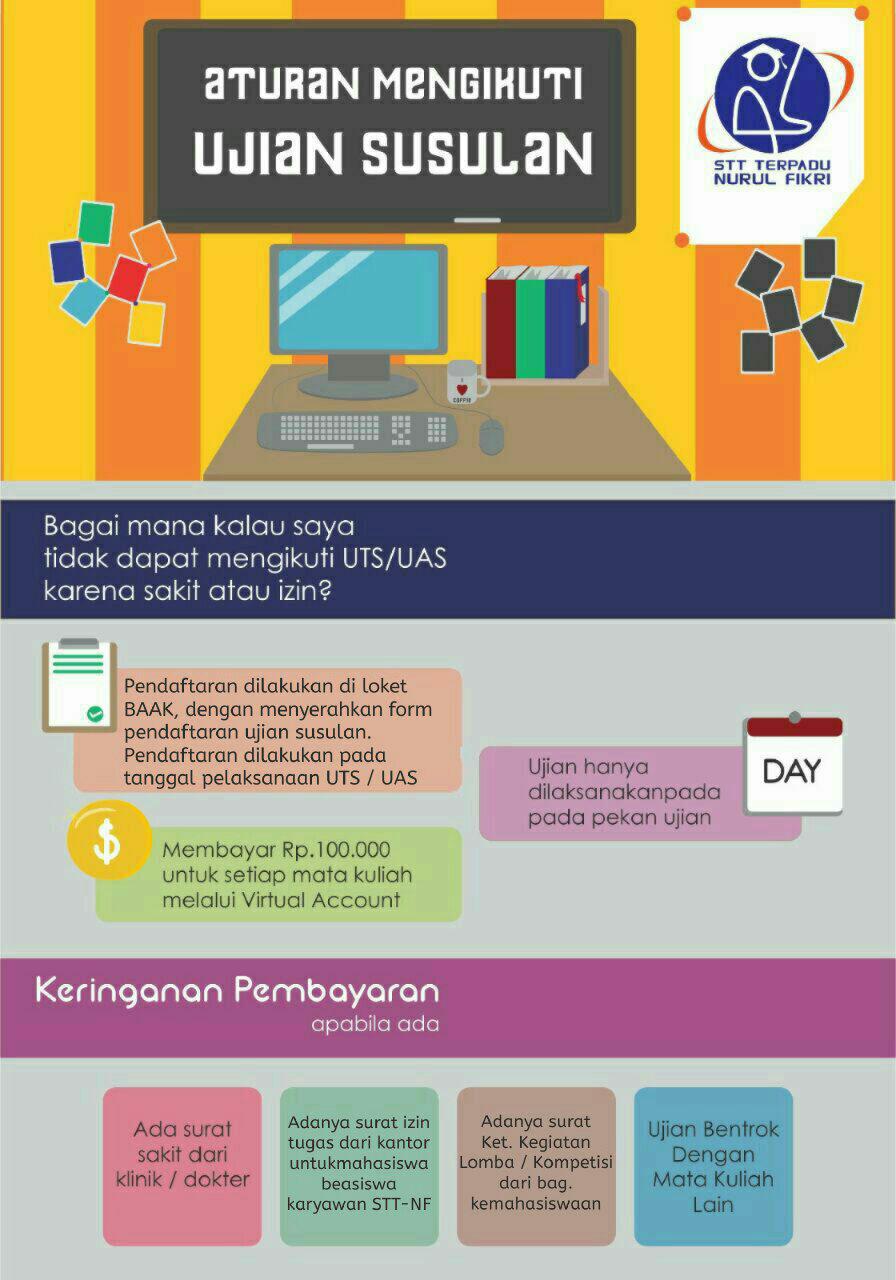 ATURAN MENGIKUTI
UJIAN SUSULAN
STT TERPADU
NURUL FIKRI
I
COFFIE
Bagai mana kalau saya
tidak dapat mengikuti UTS/UAS
karena sakit atau izin?
Pendaftaran dilakukan di loket
BAAK, dengan menyerahkan form
pendaftaran ujian susulan.
Pendaftaran dilakukan pada
tanggal pelaksanaan UTS / UAS
Ujian hanya
dilaksanakanpada
pada pekan ujian
DAY
$
Membayar Rp.100.000
untuk setiap mata kuliah
melalui Virtual Account
Keringanan Pembayaran
apabila ada
Ada surat
sakit dari
klinik / dokter
Adanya surat izin
tugas dari kantor
untukmahasiswa
beasiswa
karyawan STT-NF
Adanya surat
Ket. Kegiatan
Lomba / Kompetisi
dari bag.
kemahasiswaan
Ujian Bentrok
Dengan
Mata Kuliah
Lain